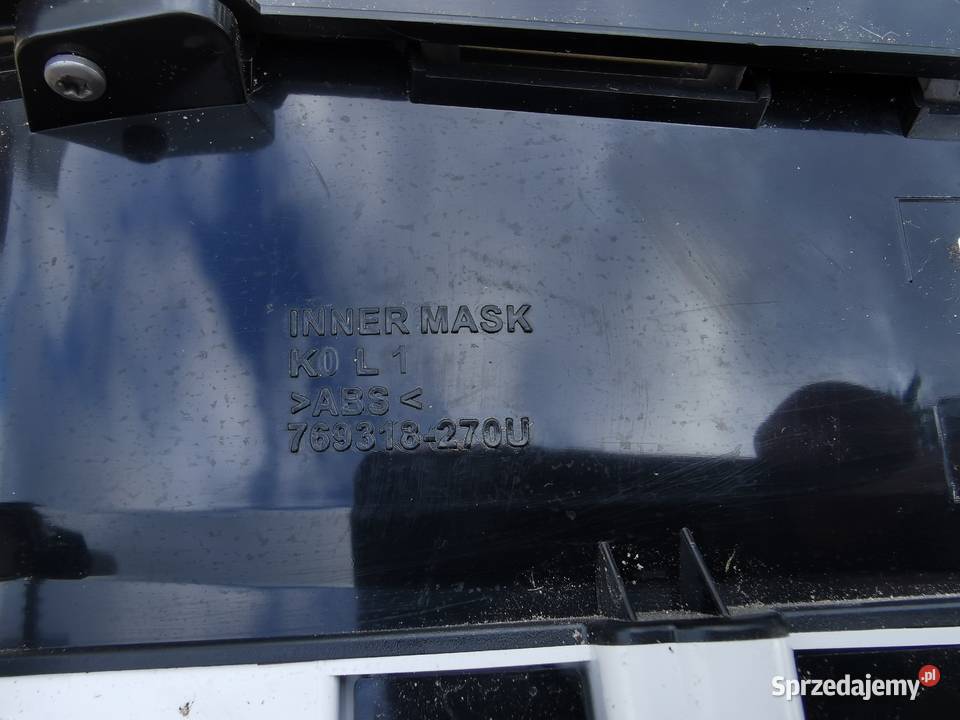 INNER MASK
K0 L 1
>ABS<
769318-270U
Sprzedajemy.pl